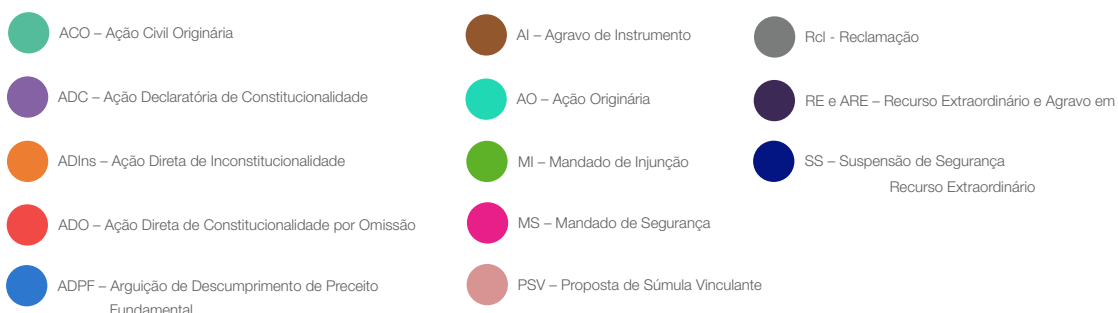 ACO – Ação Civil Originária
ADC – Ação Declaratória de Constitucionalidade
ADIns – Ação Direta de Inconstitucionalidade
ADO – Ação Direta de Constitucionalidade por Omissão
ADPF – Arguição de Descumprimento de Preceito
Fundamental
AI – Agravo de Instrumento
AO – Ação Originária
MI – Mandado de Injunção
MS – Mandado de Segurança
PSV – Proposta de Súmula Vinculante
Rcl - Reclamação
RE e ARE – Recurso Extraordinário e Agravo em
SS – Suspensão de Segurança
Recurso Extraordinário